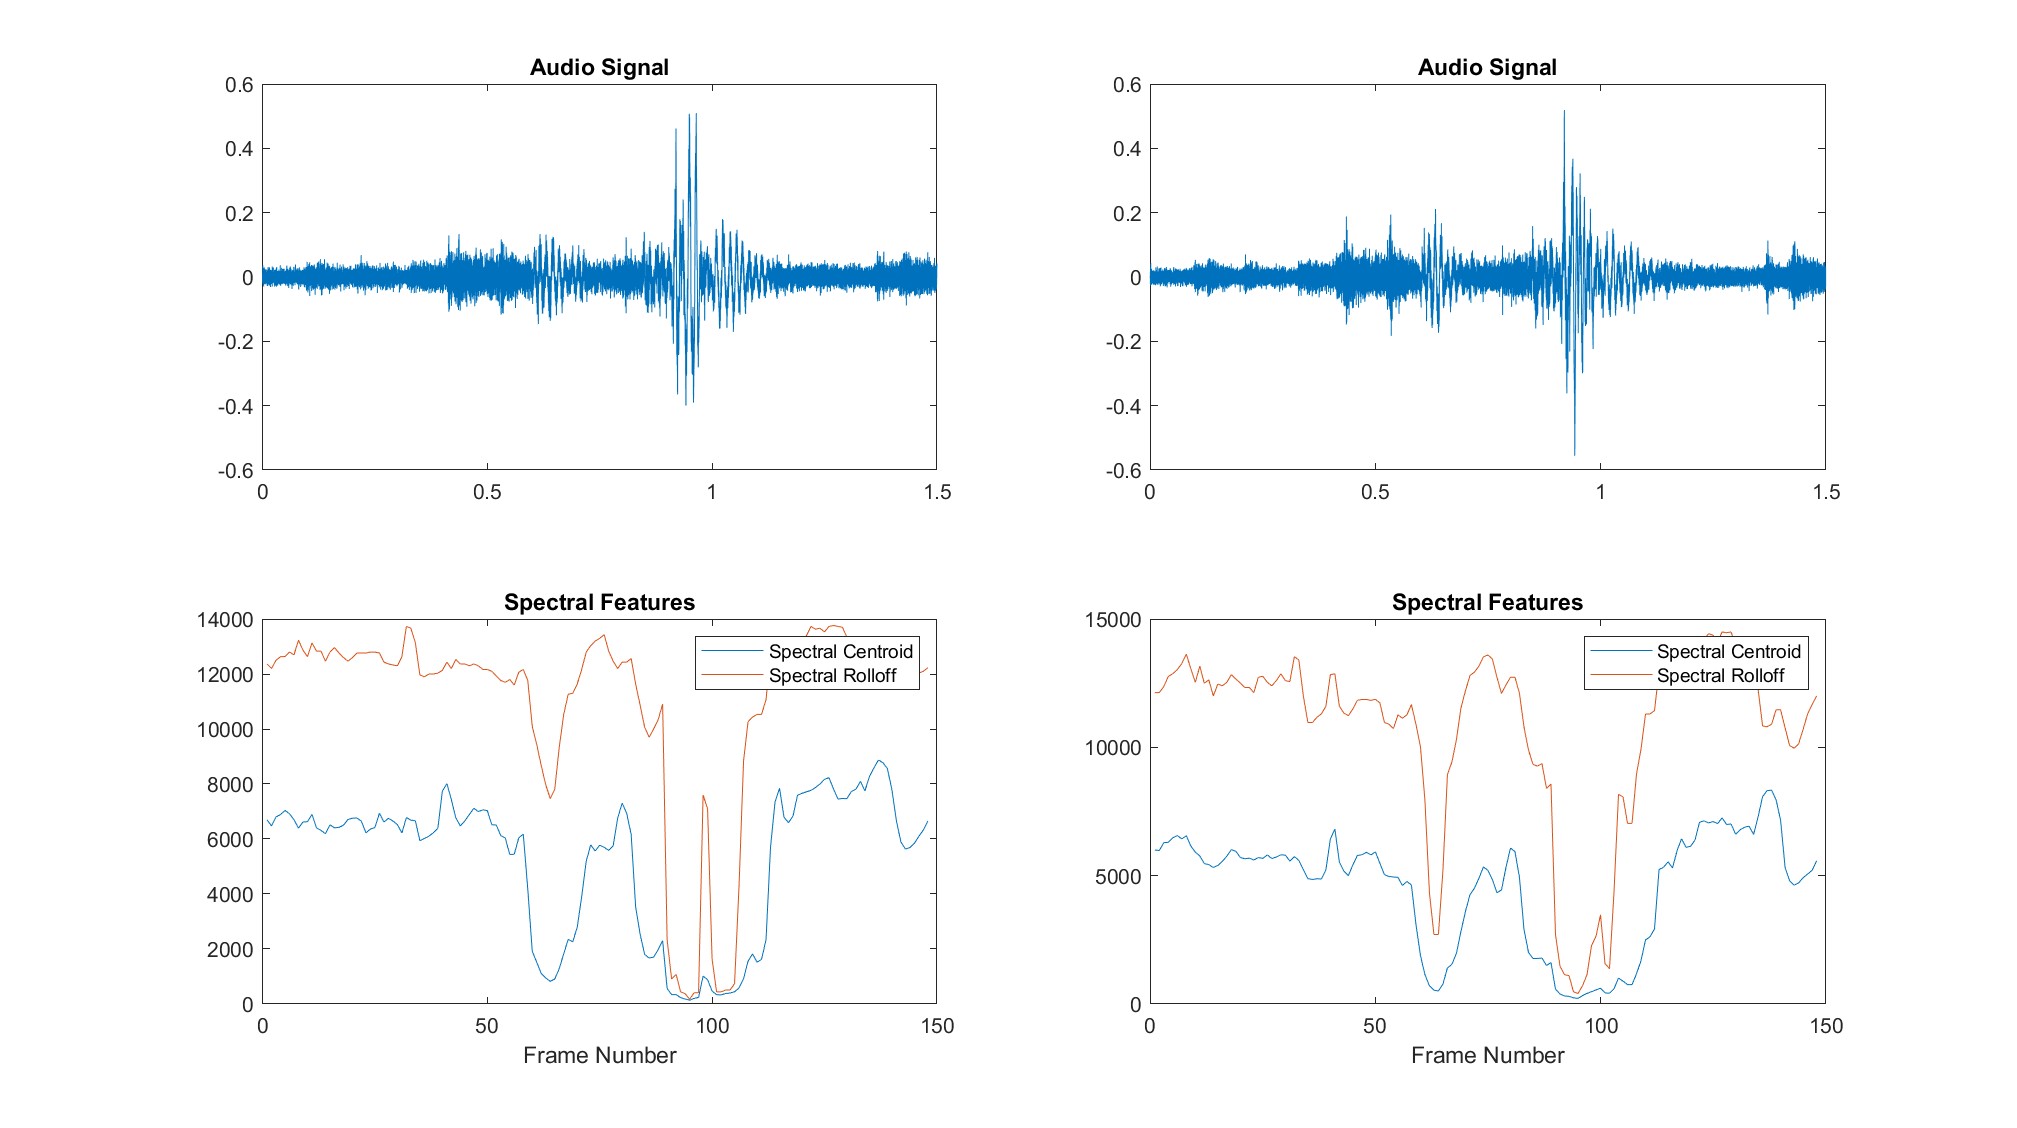 Audio Signal
0.6
0.4
0.2
0
-0.2
-0.4
-0.6
0 0.5 1 1.5
Audio Signal
0.6
0.4
0.2
0
-0.2
-0.4
-0.6
0 0.5 1 1.5
Spectral Features
14000
12000
10000
8000
6000
4000
2000
0
Spectral Centroid
Spectral Rolloff
0 50 100 150
Frame Number
Spectral Features
15000
10000
5000
0
Spectral Centroid
Spectral Rolloff
0 50 100 150
Frame Number